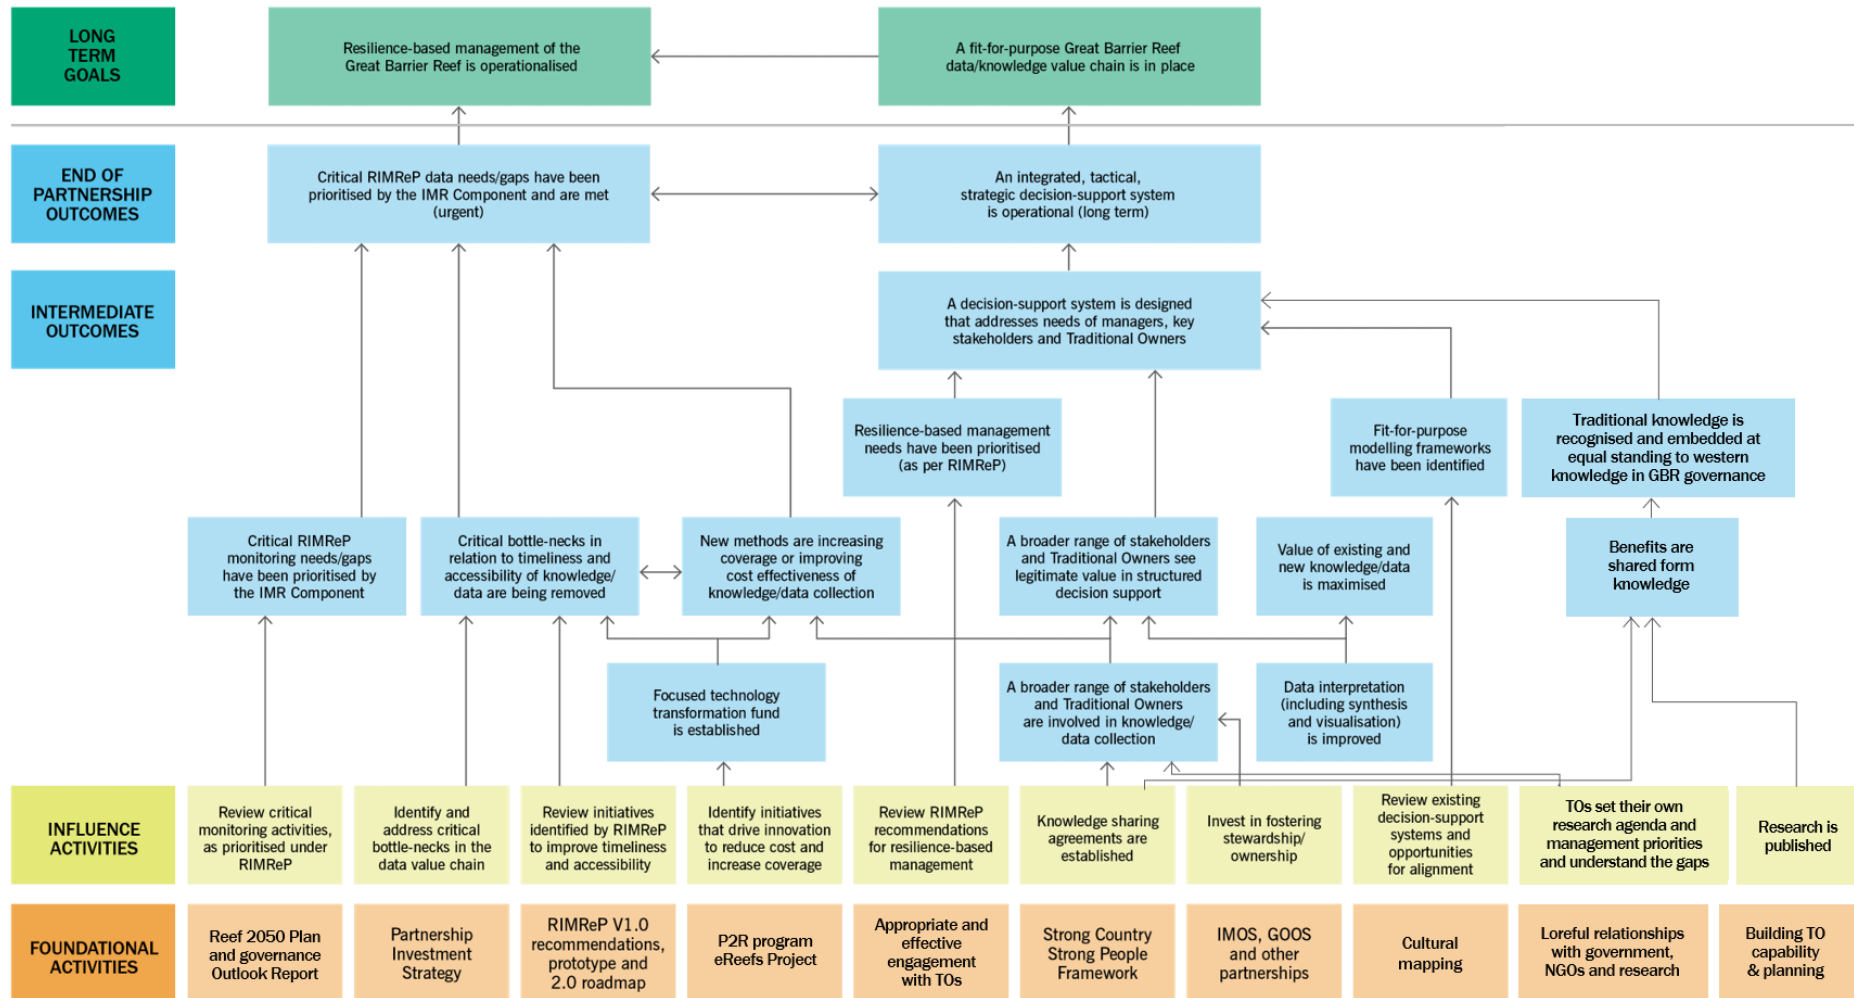 LONG
TERM
GOALS
Resilience-based management of the
Great Barrier Reef is operationalised
A fit-for-purpose Great Barrier Reef
data/knowledge value chain is in place
END OF
PARTNERSHIP
OUTCOMES
Critical RIMReP data needs/gaps have been
prioritised by the IMR Component and are met
(urgent)
An integrated, tactical,
strategic decision-support system
is operational (long term)
INTERMEDIATE
OUTCOMES
A decision-support system is designed
that addresses needs of managers, key
stakeholders and Traditional Owners
Resilience-based management
needs have been prioritised
(as per RIMReP)
Fit-for-purpose
modelling frameworks
have been identified
Traditional knowledge is
recognised and embedded at
equal standing to western
knowledge in GBR governance
Critical RIMReP
monitoring needs/gaps
have been prioritised by
the IMR Component
Critical bottle-necks in
relation to timeliness and
accessibility of knowledge/
data are being removed
New methods are increasing
coverage or improving
cost effectiveness of
knowledge/data collection
A broader range of stakeholders
and Traditional Owners see
legitimate value in structured
decision support
Value of existing and
new knowledge/data
is maximised
Benefits are
shared form
knowledge
Focused technology
transformation fund
is established
A broader range of stakeholders
and Traditional Owners
are involved in knowledge/
data collection
Data interpretation
(including synthesis
and visualisation)
is improved
INFLUENCE
ACTIVITIES
Review critical
monitoring activities,
as prioritised under
RIMReP
Identify and
address critical
bottle-necks in the
data value chain
Review initiatives
identified by RIMReP
to improve timeliness
and accessibility
Identify initiatives
that drive innovation
to reduce cost and
increase coverage
Review RIMReP
recommendations
for resilience-based
management
Knowledge sharing
agreements are
established
Invest in fostering
stewardship/
ownership
Review existing
decision-support
systems and
opportunities
for alignment
TOs set their own
research agenda and
management priorities
and understand the gaps
Research is
published
FOUNDATIONAL
ACTIVITIES
Reef 2050 Plan
and governance
Outlook Report
Partnership
Investment
Strategy
RIMReP V1.0
recommendations,
prototype and
2.0 roadmap
P2R program
eReefs Project
Appropriate and
effective
engagement
with TOs
Strong Country
Strong People
Framework
IMOS, GOOS
and other
partnerships
Cultural
mapping
Loreful relationships
with government,
NGOs and research
Building TO
capability
& planning